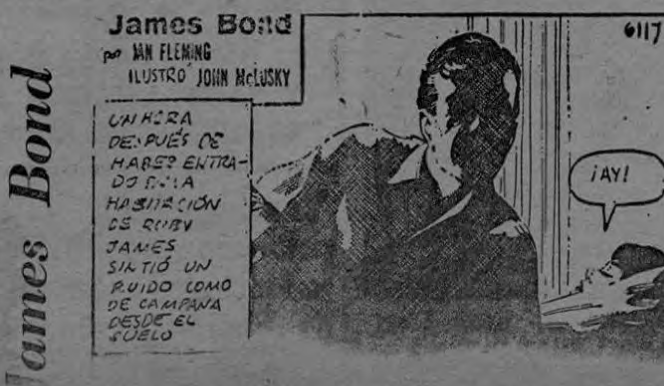 James Bond
James Bond
por IAN FLEMING
ILUSTRÓ JOHN McLUSKY
6117
UN HORA
DESPUÉS DE
HABER ENTRA-
DO EN LA
HABITACIÓN
DE RUBY
JAMES
SINTIÓ UN
RUIDO COMO
DE CAMPANA
DESDE EL
SUELO
¡AY!